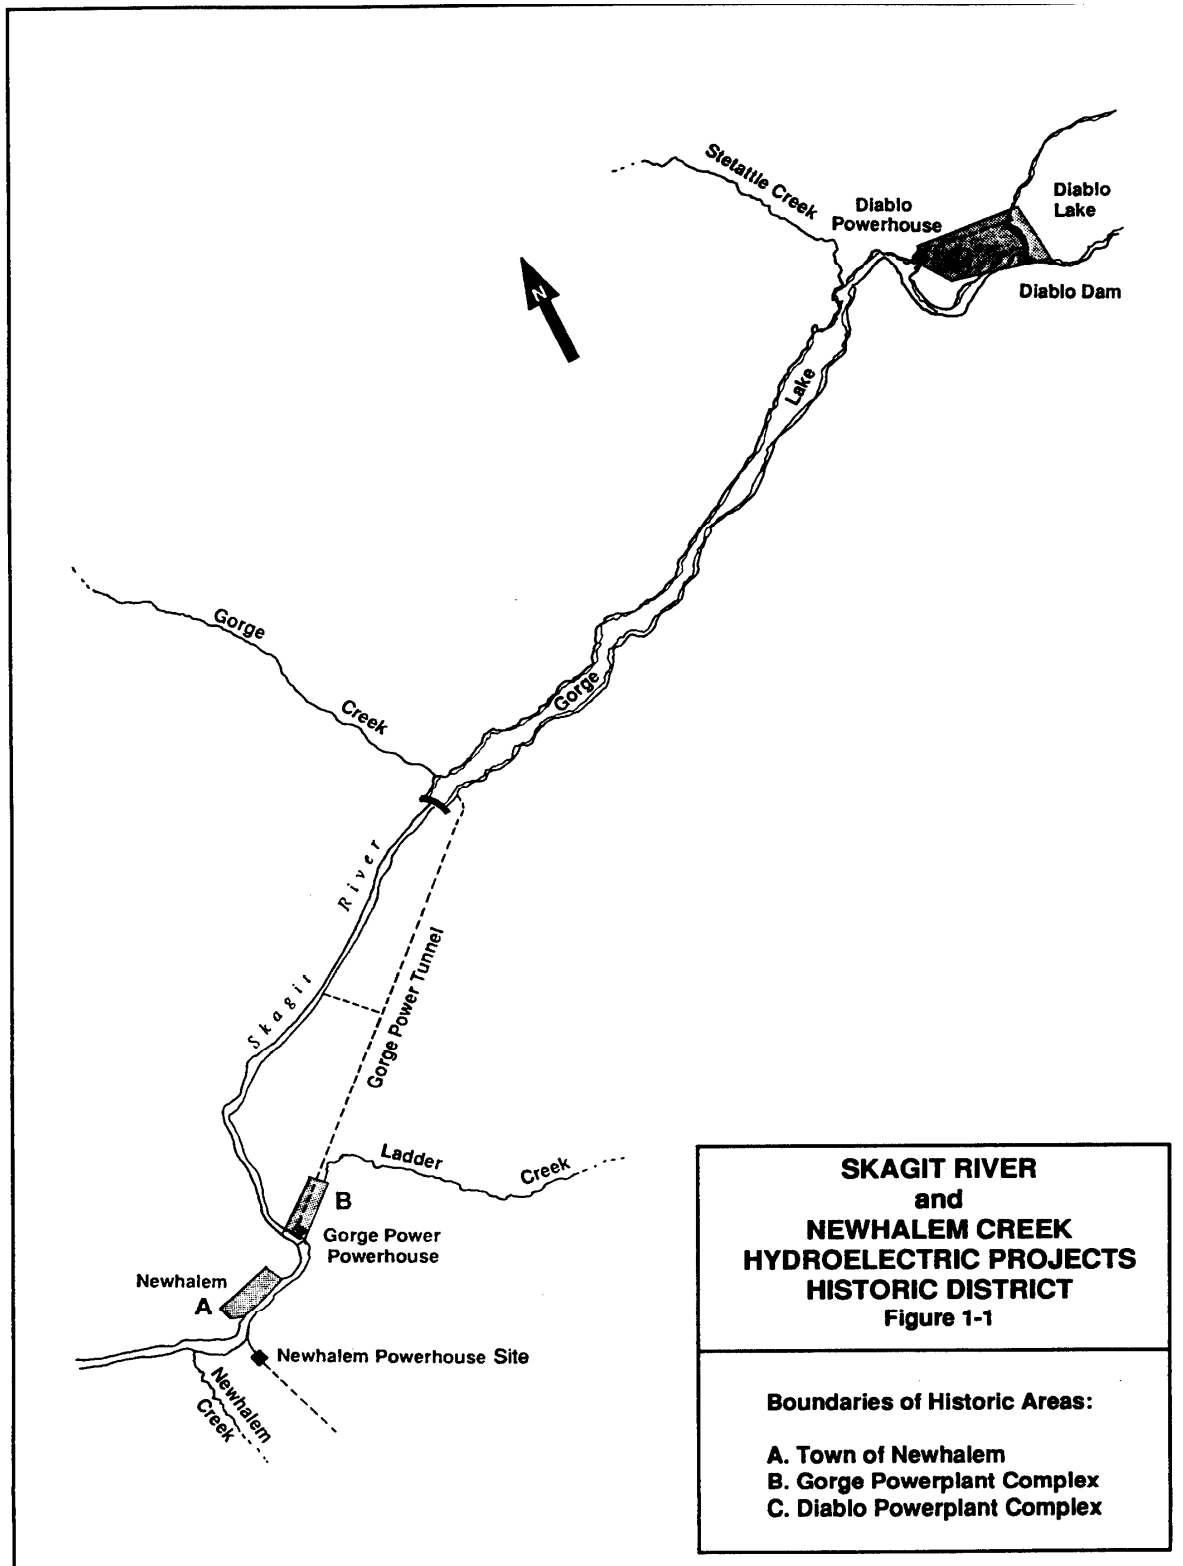 Stetattle Creek
Diablo
Powerhouse
Diablo
Lake
Diablo Dam
N
Lake
Gorge
Creek
Gorge
River
Skagit
Gorge Power Tunnel
Ladder
Creek
B
Gorge Power
Powerhouse
Newhalem
A
Newhalem Powerhouse Site
Newhalem
Creek
SKAGIT RIVER
and
NEWHALEM CREEK
HYDROELECTRIC PROJECTS
HISTORIC DISTRICT
Figure 1-1
Boundaries of Historic Areas:
A. Town of Newhalem
B. Gorge Powerplant Complex
C. Diablo Powerplant Complex